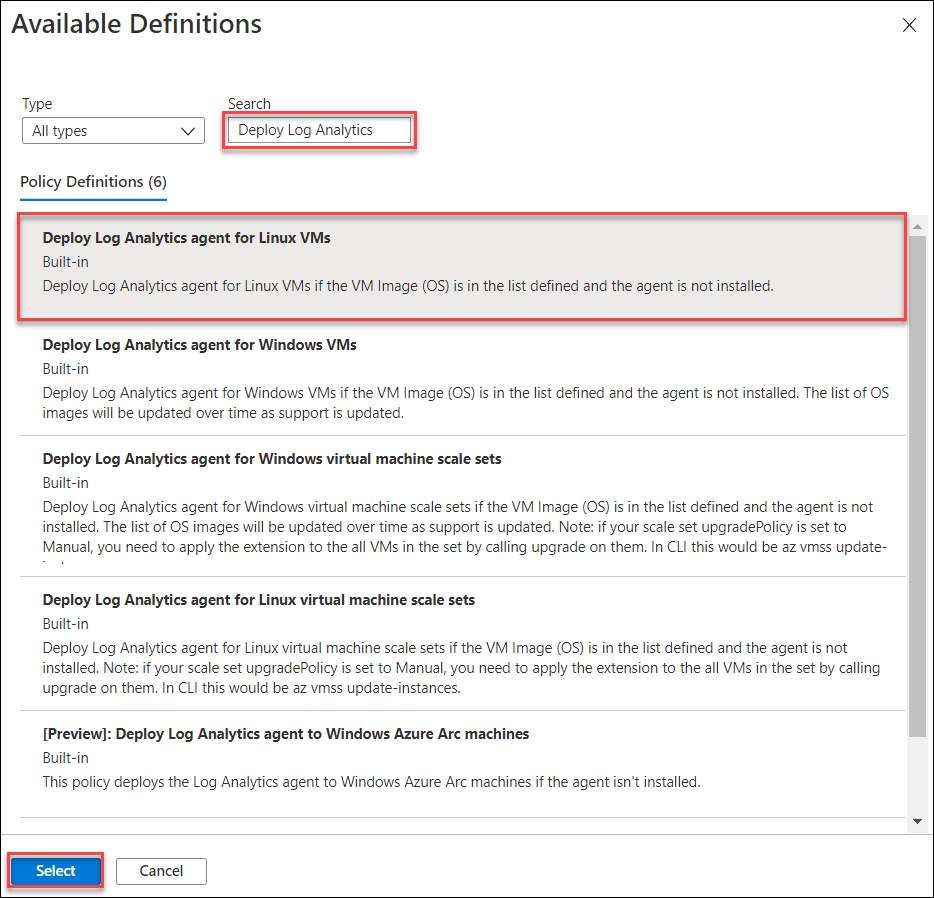 Available Definitions
Type
Search
All types
Deploy Log Analytics
Policy Definitions (6)
Deploy Log Analytics agent for Linux VMs
Built-in
Deploy Log Analytics agent for Linux VMs if the VM Image (OS) is in the list defined and the agent is not installed.
Deploy Log Analytics agent for Windows VMs
Built-in
Deploy Log Analytics agent for Windows VMs if the VM Image (OS) is in the list defined and the agent is not installed. The list of OS
images will be updated over time as support is updated.
Deploy Log Analytics agent for Windows virtual machine scale sets
Built-in
Deploy Log Analytics agent for Windows virtual machine scale sets if the VM Image (OS) is in the list defined and the agent is not
installed. The list of OS images will be updated over time as support is updated. Note: if your scale set upgradePolicy is set to
Manual, you need to apply the extension to the all VMs in the set by calling upgrade on them. In CLI this would be az vmss update-
Deploy Log Analytics agent for Linux virtual machine scale sets
Built-in
Deploy Log Analytics agent for Linux virtual machine scale sets if the VM Image (OS) is in the list defined and the agent is not
installed. Note: if your scale set upgradePolicy is set to Manual, you need to apply the extension to the all VMs in the set by calling
upgrade on them. In CLI this would be az vmss update-instances.
[Preview]: Deploy Log Analytics agent to Windows Azure Arc machines
Built-in
This policy deploys the Log Analytics agent to Windows Azure Arc machines if the agent isn't installed.
Select
Cancel